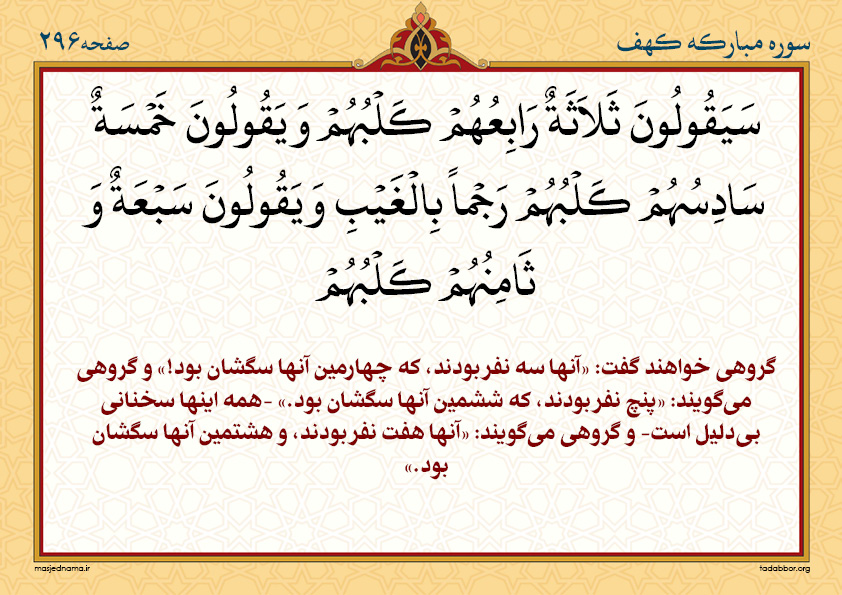 سوره مبارکه کهف
صفحه۲۹۶
سَيَقُولُونَ ثَلاَثَةٌ رَابِعُهُمْ كَلْبُهُمْ وَ يَقُولُونَ خَمْسَةٌ
سَادِسُهُمْ كَلْبُهُمْ رَجْماً بِالْغَيْبِ وَ يَقُولُونَ سَبْعَةٌ وَ
ثَامِنُهُمْ كَلْبُهُمْ
گروهی خواهند گفت: «آنها سه نفر بودند، که چهارمین آنها سگشان بود!» و گروهی
می‌گویند: «پنج نفر بودند، که ششمین آنها سگشان بود.» -همه اینها سخنانی
بی‌دلیل است- و گروهی می‌گویند: «آنها هفت نفر بودند، و هشتمین آنها سگشان
بود.»
masjednama.ir
tadabbor.org